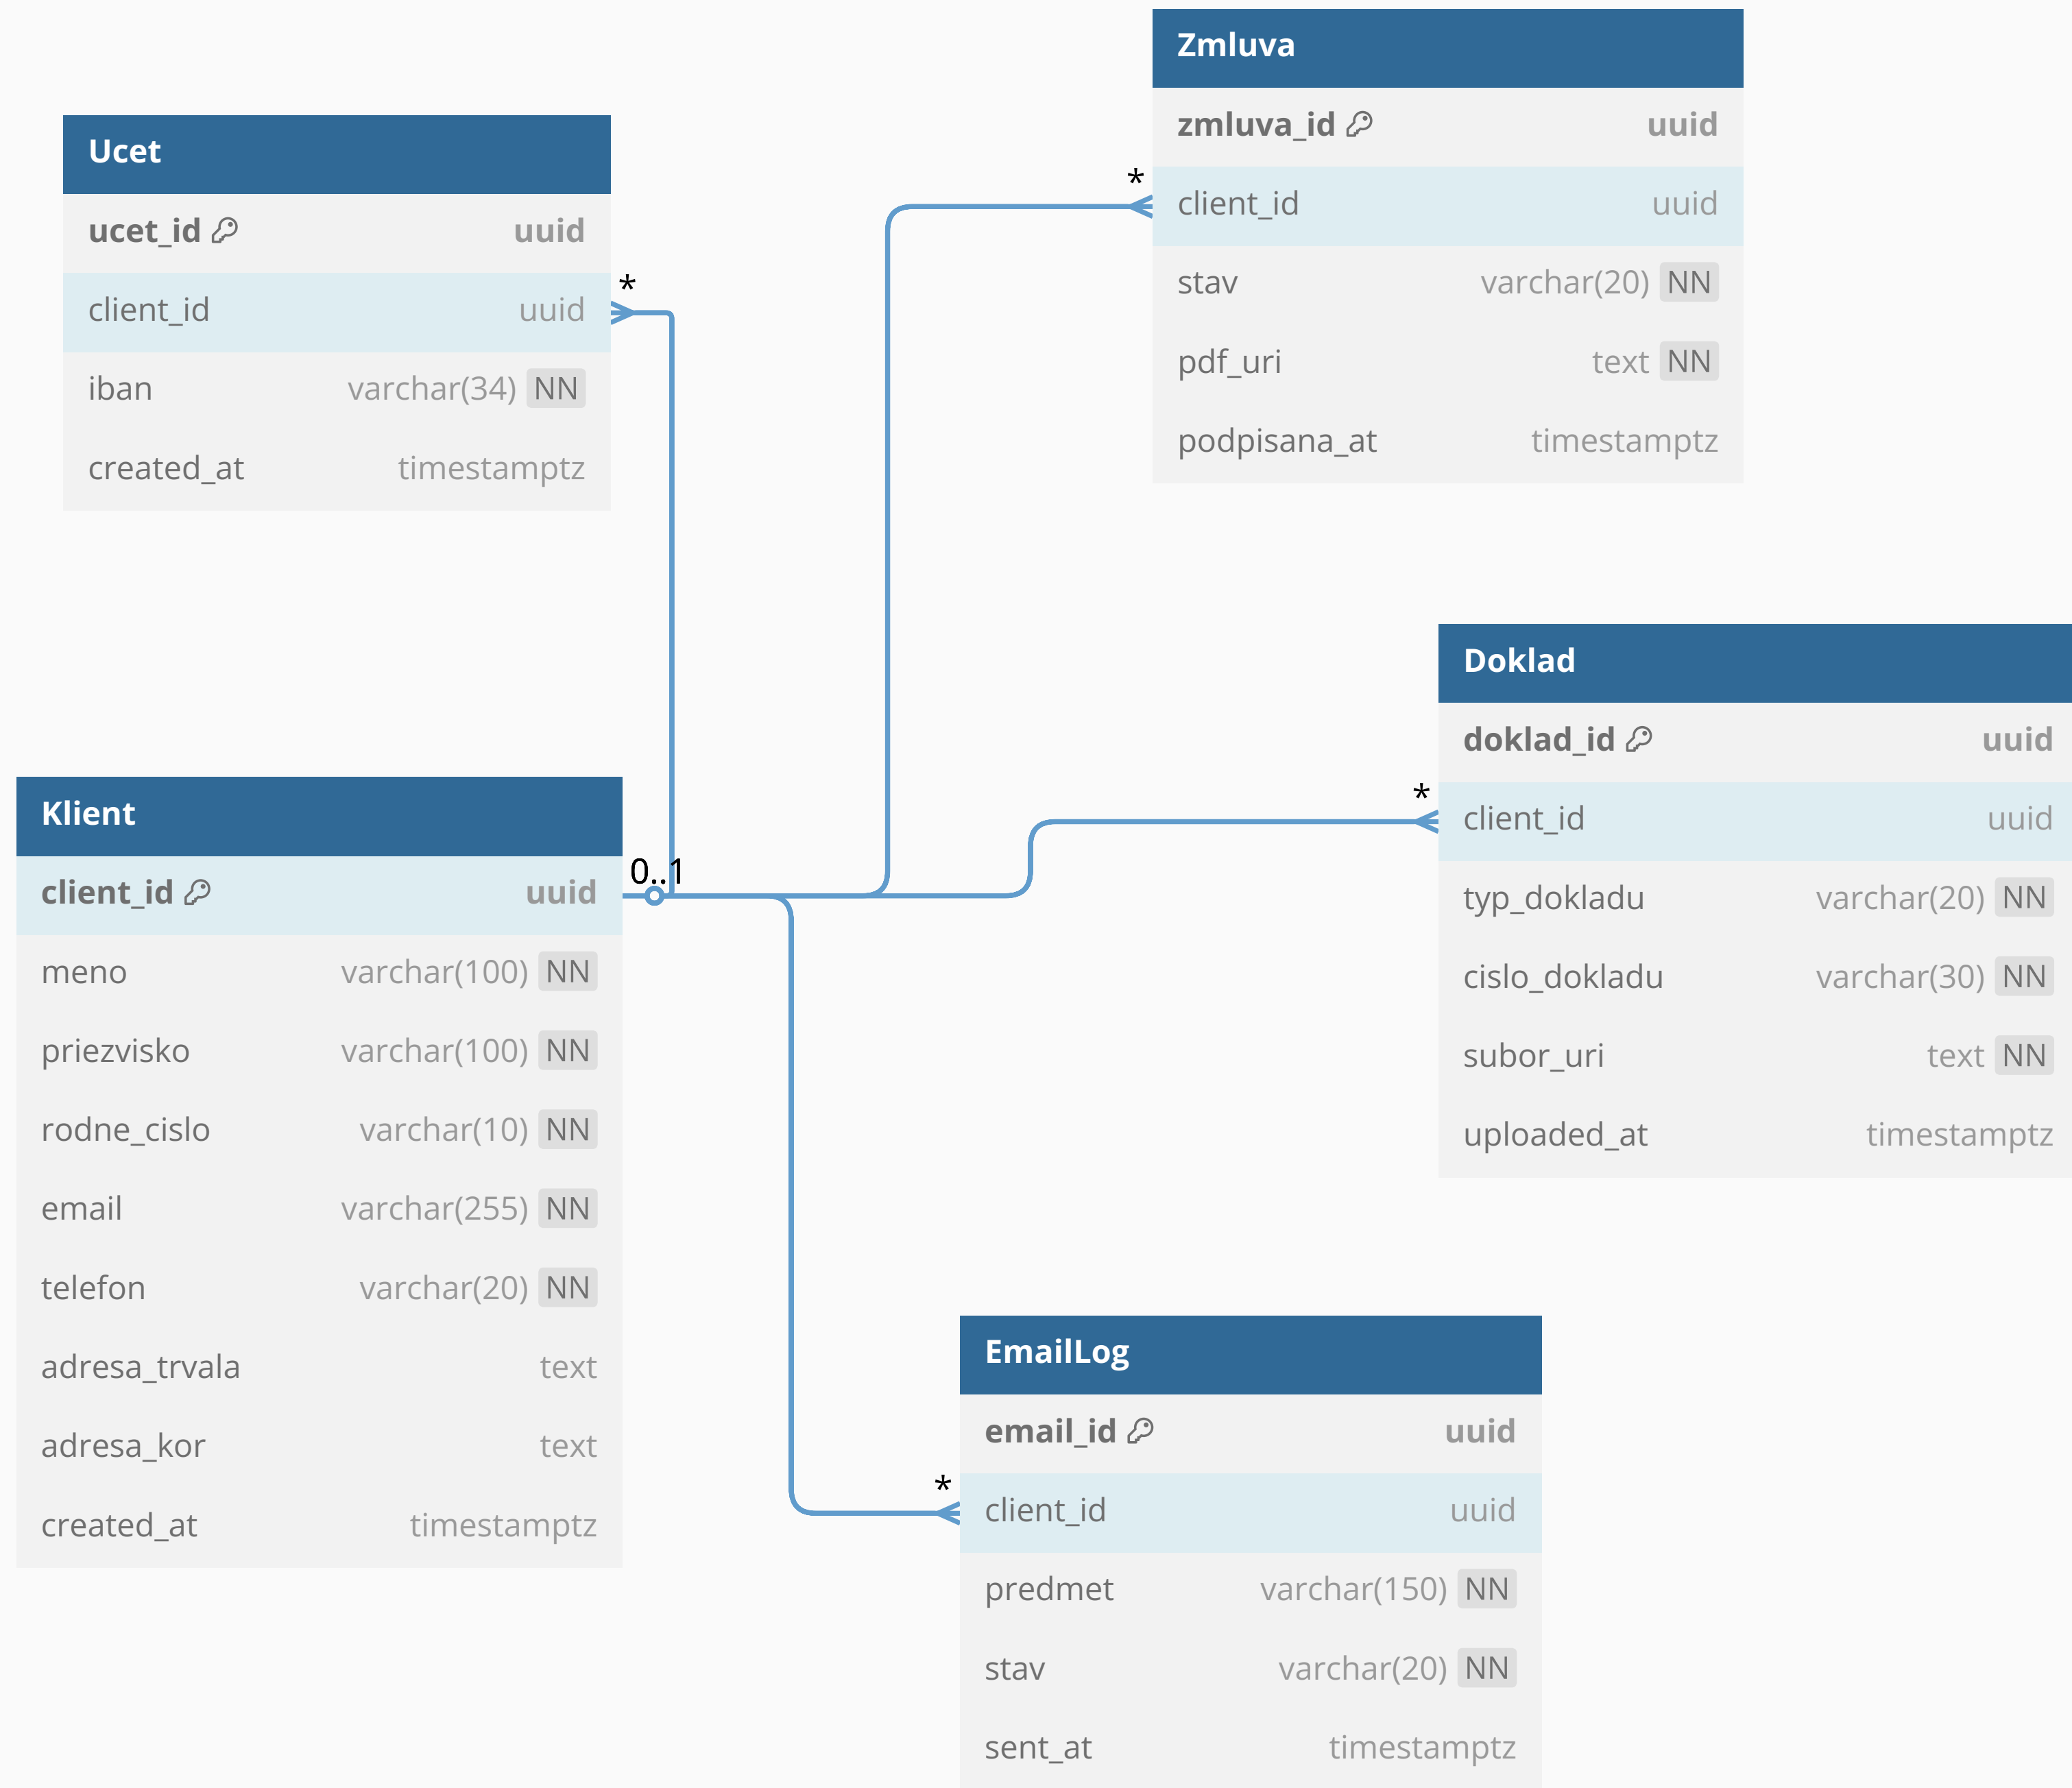 Ucet
ucet_id uuid
client_id uuid
iban varchar(34) NN
created_at timestamptz
*
Zmluva
zmluva_id uuid
client_id uuid
stav varchar(20) NN
pdf_uri text NN
podpisana_at timestamptz
*
Klient
client_id uuid
meno varchar(100) NN
priezvisko varchar(100) NN
rodne_cislo varchar(10) NN
email varchar(255) NN
telefon varchar(20) NN
adresa_trvala text
adresa_kor text
created_at timestamptz
0..1
Doklad
doklad_id uuid
client_id uuid
typ_dokladu varchar(20) NN
cislo_dokladu varchar(30) NN
subor_uri text NN
uploaded_at timestamptz
*
EmailLog
email_id uuid
client_id uuid
predmet varchar(150) NN
stav varchar(20) NN
sent_at timestamptz
*